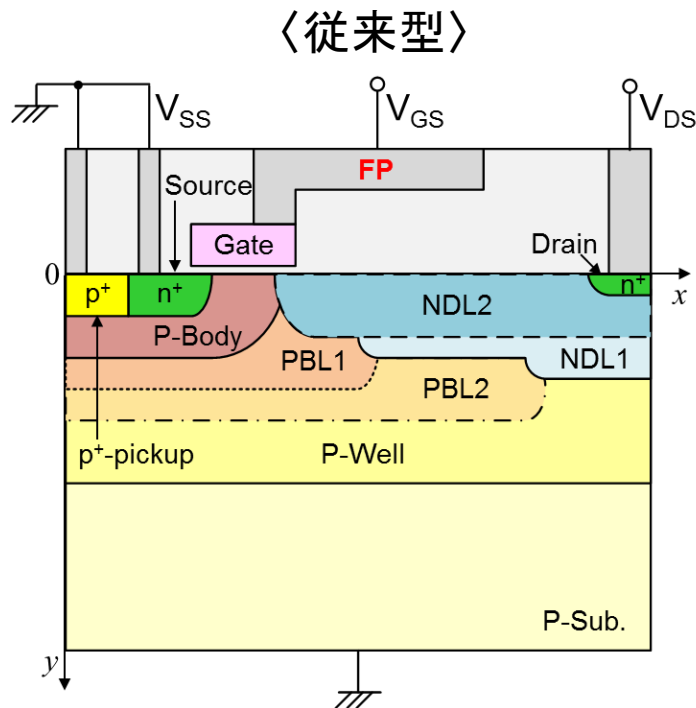 〈従来型〉
V_SS
V_GS
V_DS
FP
Source
Gate
Drain
0
x
p⁺
n⁺
n⁺
NDL2
P-Body
PBL1
NDL1
PBL2
p⁺-pickup
P-Well
P-Sub.
y